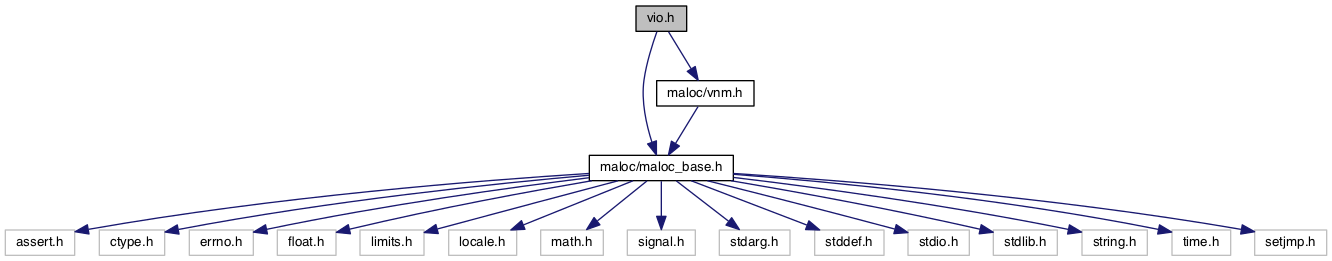 vio.h
maloc/vnm.h
maloc/maloc_base.h
assert.h
ctype.h
errno.h
float.h
limits.h
locale.h
math.h
signal.h
stdarg.h
stddef.h
stdio.h
stdlib.h
string.h
time.h
setjmp.h